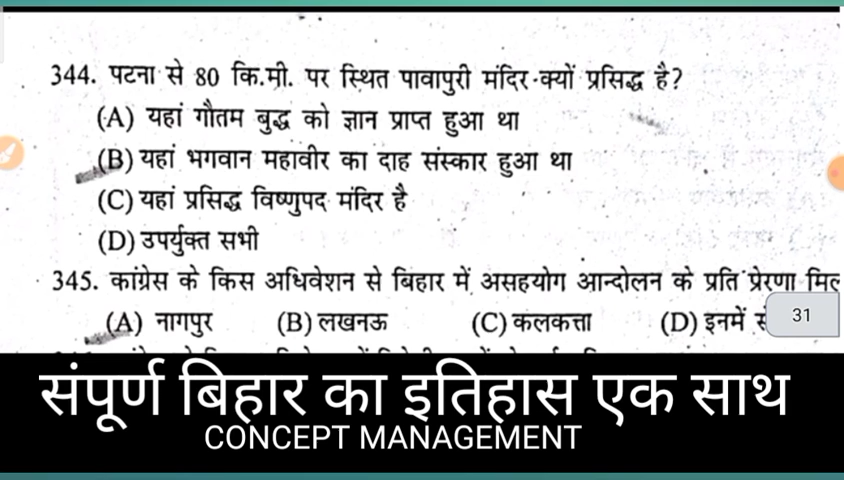 344. पटना से 80 कि.मी. पर स्थित पावापुरी मंदिर क्यों प्रसिद्ध है?
(A) यहां गौतम बुद्ध को ज्ञान प्राप्त हुआ था
(B) यहां भगवान महावीर का दाह संस्कार हुआ था
(C) यहां प्रसिद्ध विष्णुपद मंदिर है
(D) उपर्युक्त सभी
345. कांग्रेस के किस अधिवेशन से बिहार में असहयोग आन्दोलन के प्रति प्रेरणा
(A) नागपुर (B) लखनऊ (C) कलकत्ता (D) इनमें
31
संपूर्ण बिहार का इतिहास एक साथ
CONCEPT MANAGEMENT